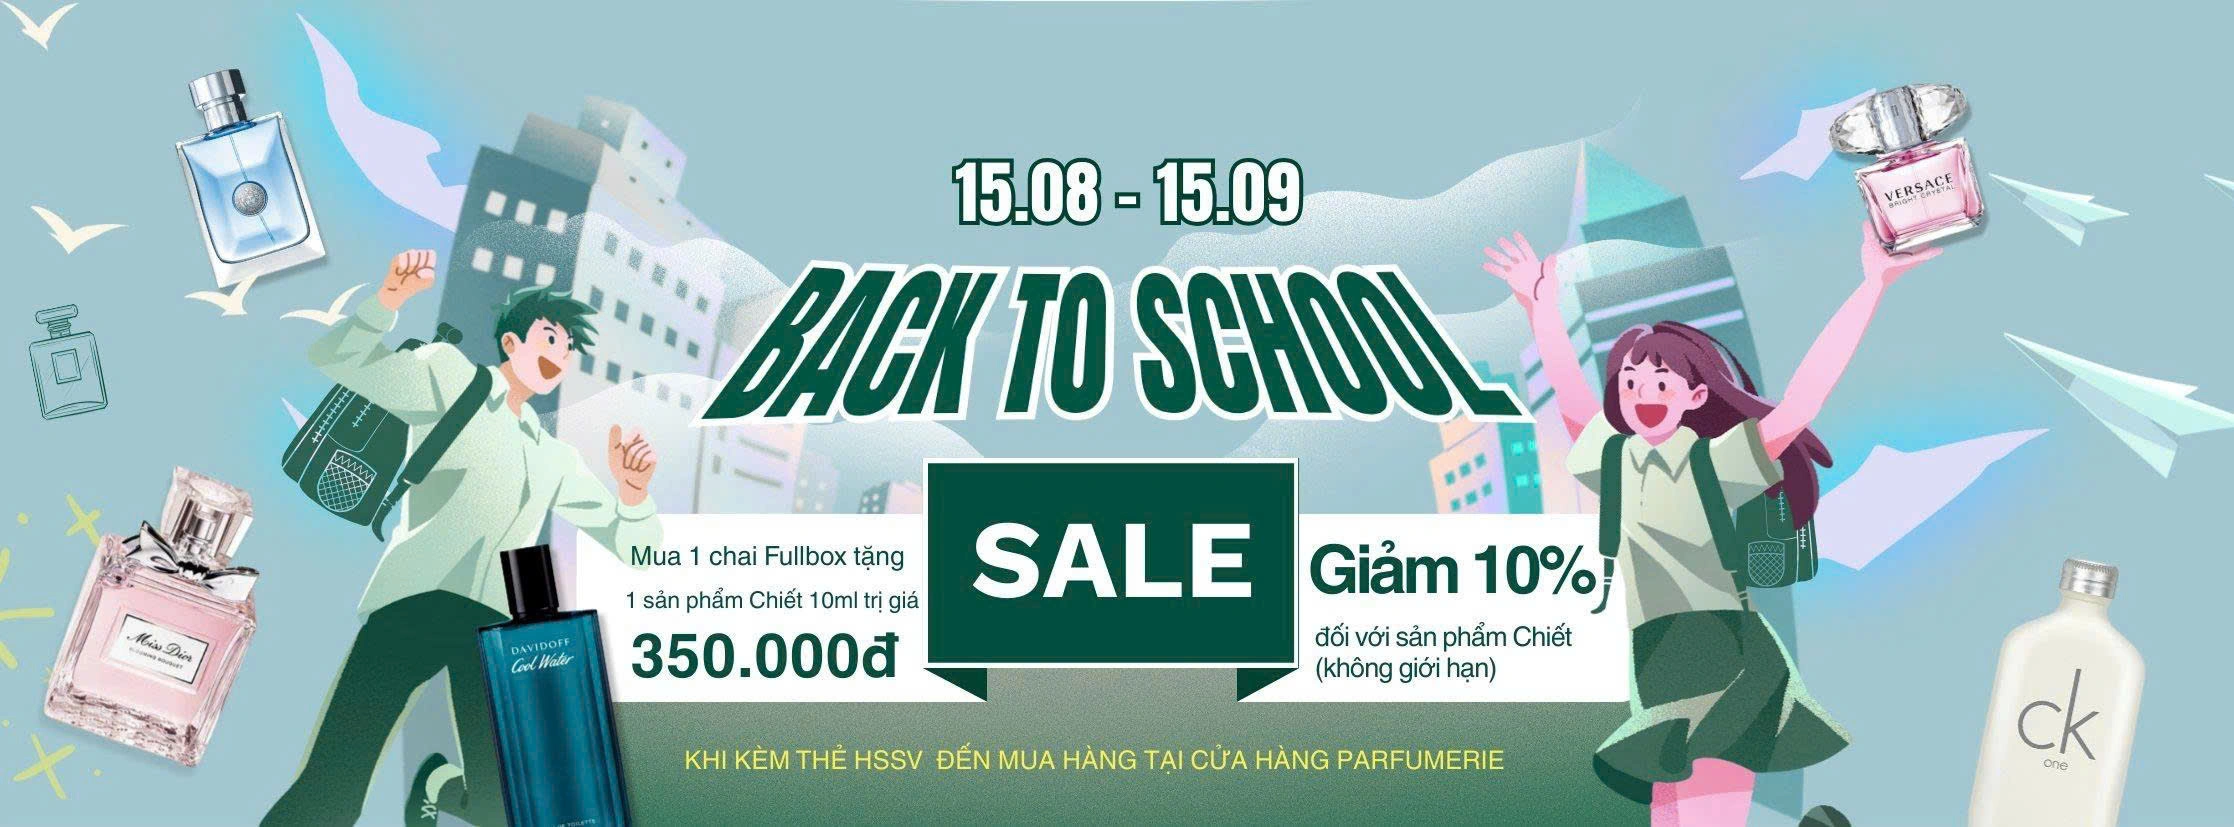 15.08 - 15.09
BACK TO SCHOOL
Mua 1 chai Fullbox tặng
1 sản phẩm Chiết 10ml trị giá
350.000đ
SALE
Giảm 10%
đối với sản phẩm Chiết
(không giới hạn)
KHI KÈM THẺ HSSV ĐẾN MUA HÀNG TẠI CỬA HÀNG PARFUMERIE
VERSACE
BRIGHT CRYSTAL
Miss Dior
BLOOMING BOUQUET
DAVIDOFF
Cool Water
ck
one